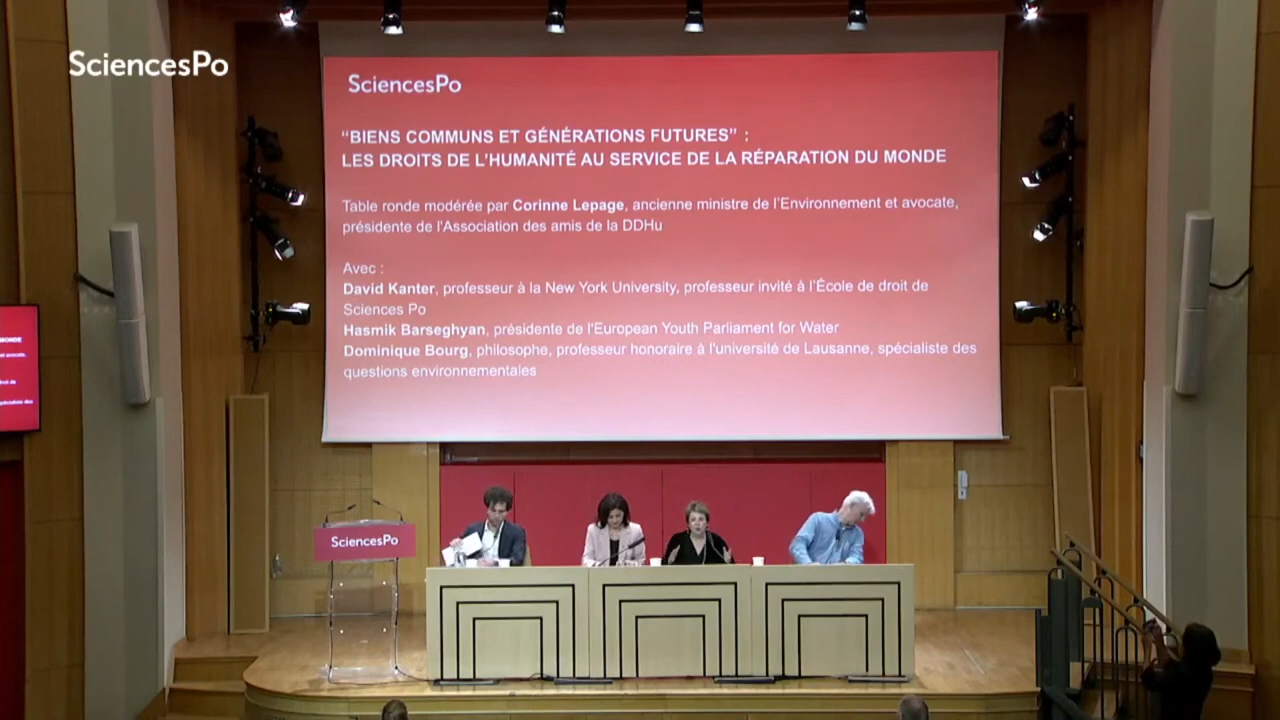 SciencesPo
SciencesPo
“BIENS COMMUNS ET GÉNÉRATIONS FUTURES” :
LES DROITS DE L'HUMANITÉ AU SERVICE DE LA RÉPARATION DU MONDE
Table ronde modérée par Corinne Lepage, ancienne ministre de l'Environnement et avocate,
présidente de l'Association des amis de la DDHu
Avec :
David Kanter, professeur à la New York University, professeur invité à l'École de droit de
Sciences Po
Hasmik Barseghyan, présidente de l'European Youth Parliament for Water
Dominique Bourg, philosophe, professeur honoraire à l'université de Lausanne, spécialiste des
questions environnementales
SciencesPo
MONDE